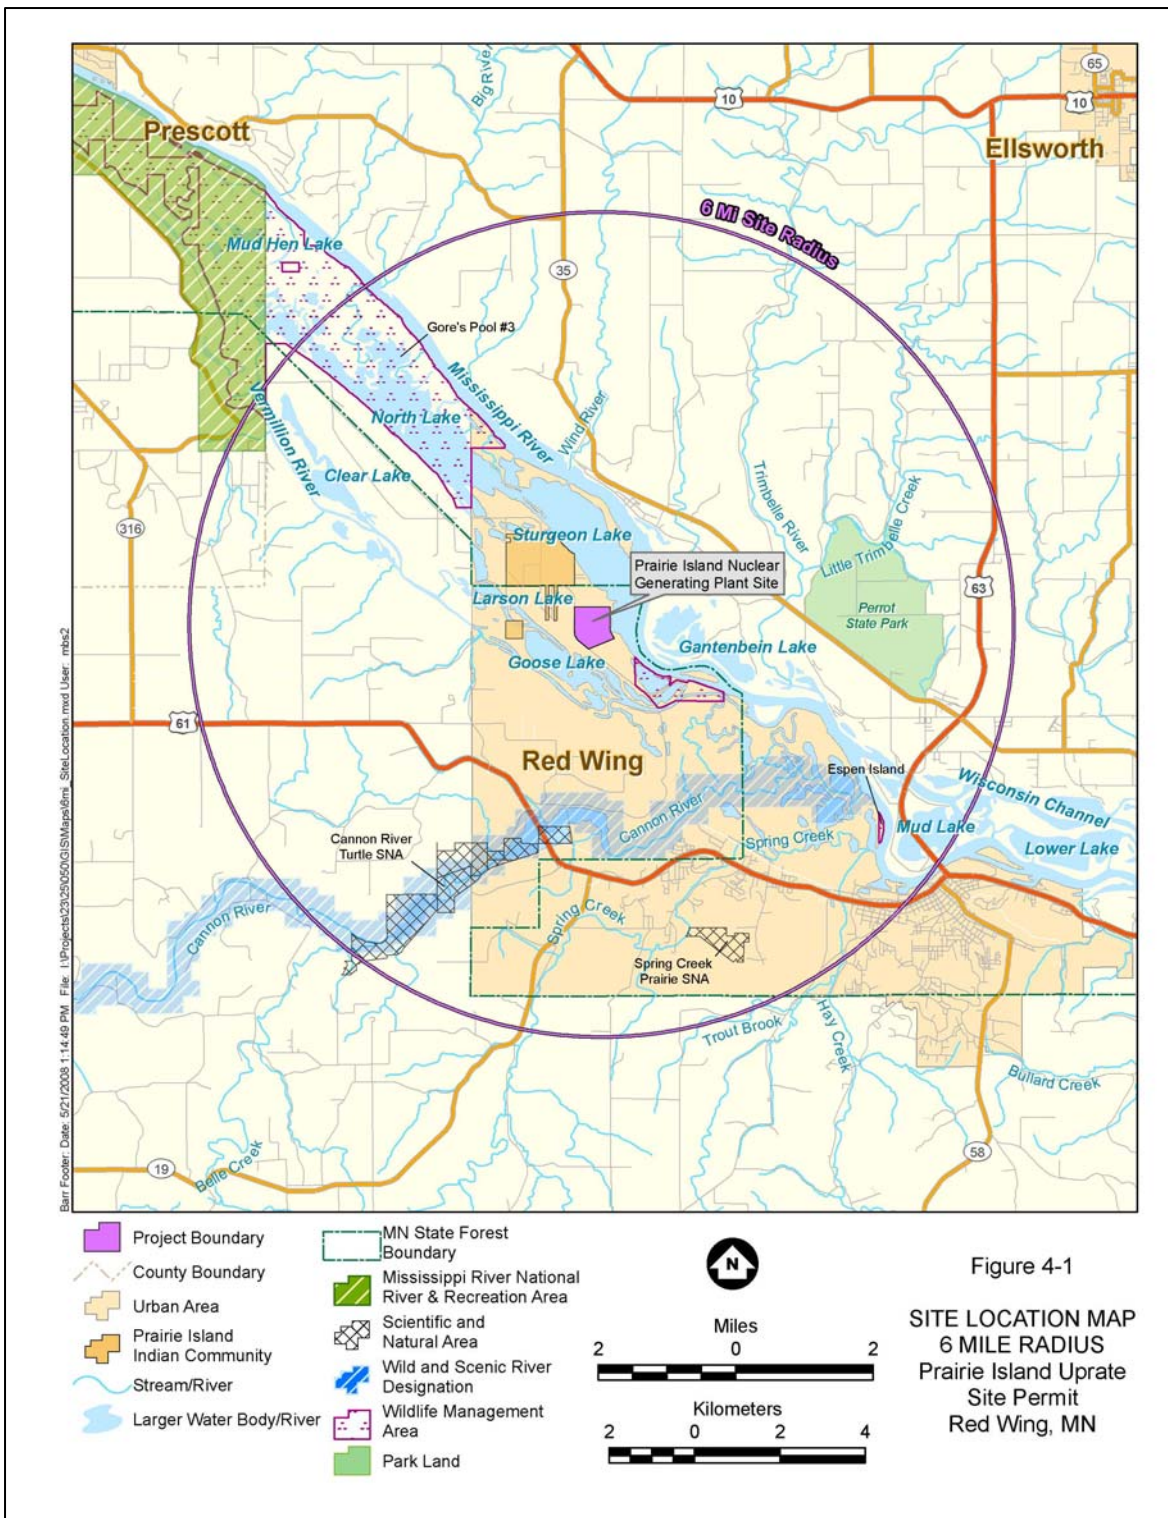 65
10
10
Big River
Prescott
Ellsworth
6 Mi Site Radius
Mud Hen Lake
35
Gore's Pool #3
Mississippi River
Vermillion River
North Lake
Wind River
Clear Lake
Trimbelle River
Little Trimbelle Creek
316
Sturgeon Lake
Prairie Island Nuclear
Generating Plant Site
63
Larson Lake
Perrot
State Park
Gantenbein Lake
Goose Lake
61
Red Wing
Espen Island
Wisconsin Channel
Cannon River
Mud Lake
Cannon River
Turtle SNA
Spring Creek
Lower Lake
Cannon River
Spring Creek
Spring Creek
Prairie SNA
Trout Brook
Hay Creek
Bullard Creek
58
19
Belle Creek
Barr Footer: Date: 5/21/2008 1:14:49 PM File: I:\Projects\23\25\050\GIS\Maps\6mi_SiteLocation.mxd User: mbs2
Project Boundary
County Boundary
Urban Area
Prairie Island
Indian Community
Stream/River
Larger Water Body/River
MN State Forest
Boundary
Mississippi River National
River & Recreation Area
Scientific and
Natural Area
Wild and Scenic River
Designation
Wildlife Management
Area
Park Land
N
Miles
2 0 2
Kilometers
2 0 2 4
Figure 4-1
SITE LOCATION MAP
6 MILE RADIUS
Prairie Island Uprate
Site Permit
Red Wing, MN